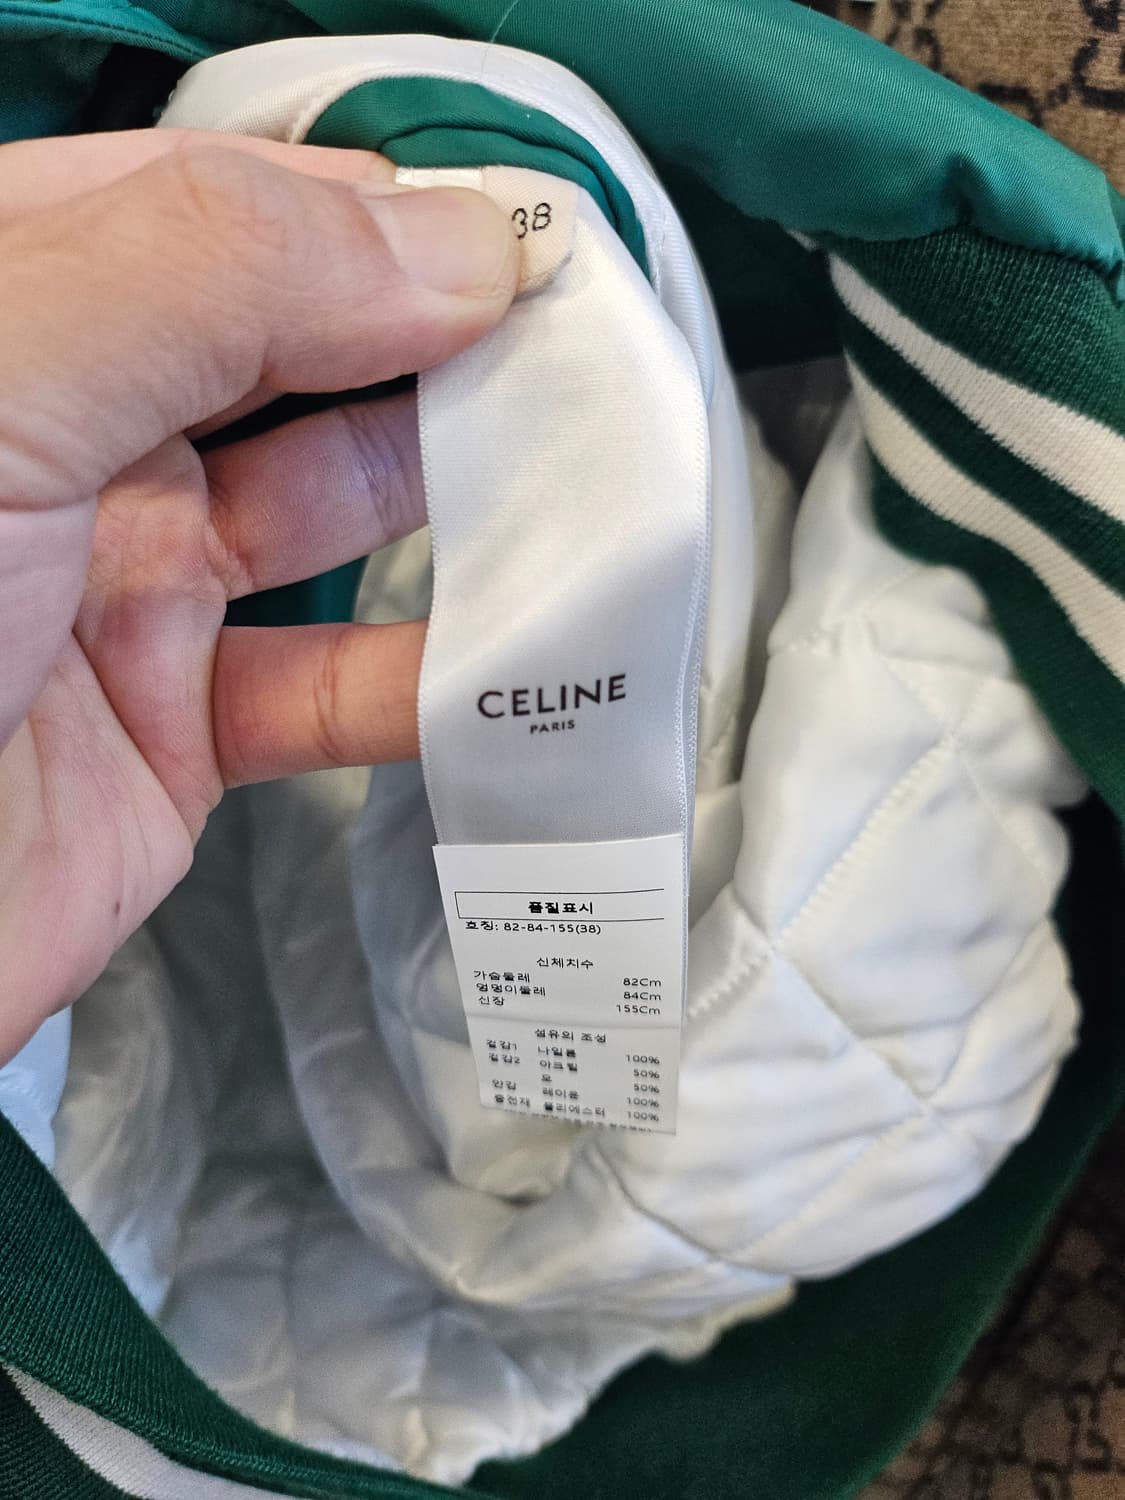 38
CELINE
PARIS
품질표시
호칭: 82-84-155(38)
신체치수
가슴둘레 82Cm
엉덩이둘레 84Cm
신장 155Cm
섬유의 조성
겉감1 나일론 100%
겉감2 아크릴 50%
모 50%
안감 레이온 100%
충전재 폴리에스터 100%